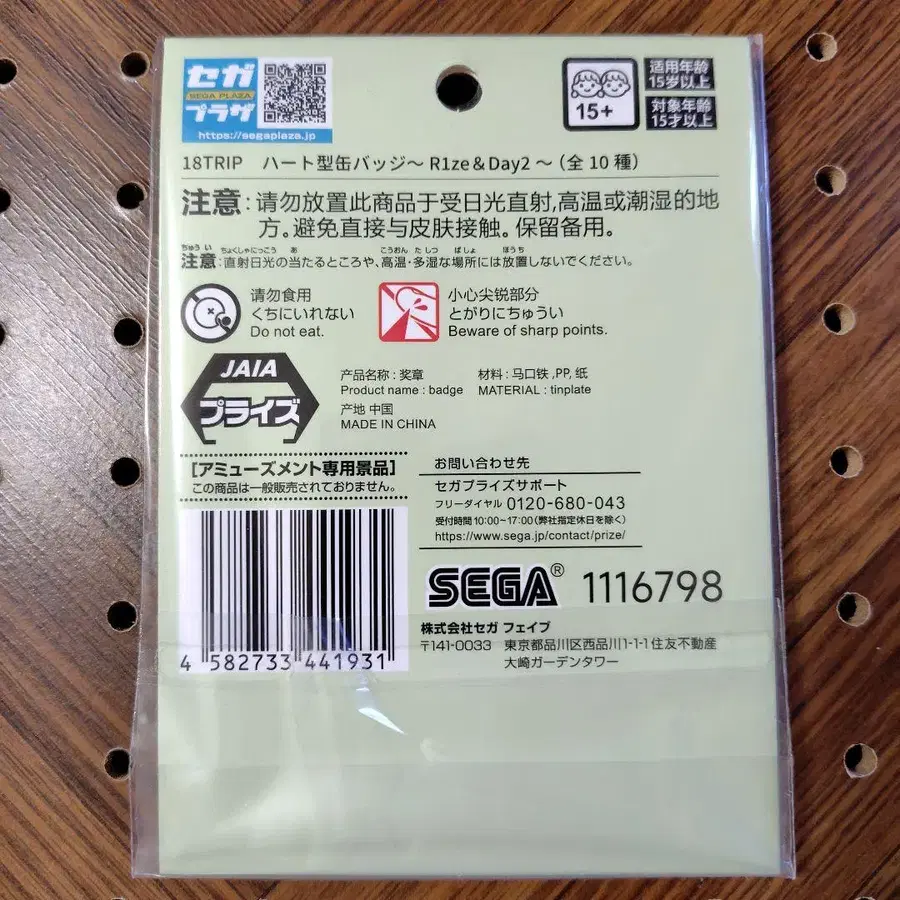 セガ
SEGA PLAZA
プラザ
https://segaplaza.jp
15+
适用年龄
15岁以上
対象年齢
15才以上
18TRIP ハート型缶バッジ～ R1ze＆Day2 ～（全 10 種）
注意：请勿放置此商品于受日光直射,高温或潮湿的地
方。避免直接与皮肤接触。保留备用。
ちゅうい ちょくしゃにっこう あ こうおん たしつ ばしょ ほうち
注意：直射日光の当たるところや、高温・多湿な場所には放置しないでください。
请勿食用
くちにいれない
Do not eat.
小心尖锐部分
とがりにちゅうい
Beware of sharp points.
JAIA
プライズ
产品名称 : 奖章
Product name : badge
产地 中国
MADE IN CHINA
材料 : 马口铁 ,PP, 纸
MATERIAL : tinplate
［アミューズメント専用景品］
この商品は一般販売されておりません。
お問い合わせ先
セガプライズサポート
フリーダイヤル 0120-680-043
受付時間 10:00～17:00（弊社指定休日を除く）
https://www.sega.jp/contact/prize/
SEGA® 1116798
株式会社セガ フェイブ
〒141-0033 東京都品川区西品川1-1-1 住友不動産
大崎ガーデンタワー
4 582733 441931